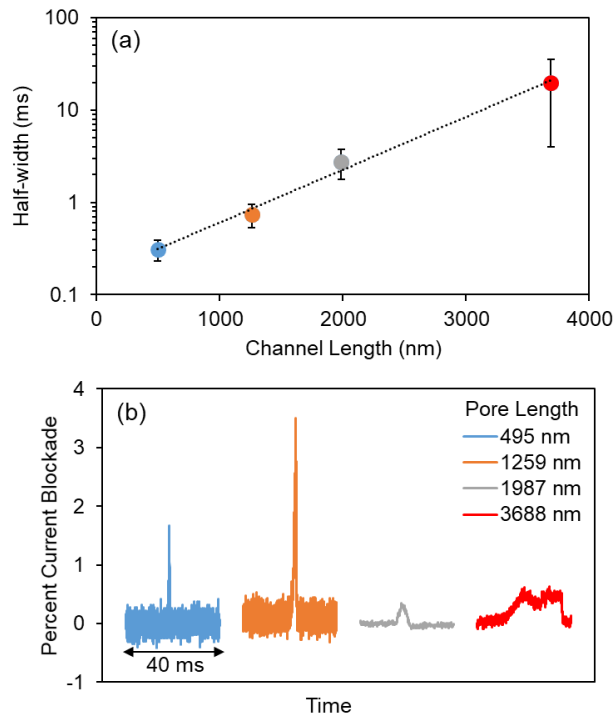 (a)
Half-width (ms)
100
10
1
0.1
0 1000 2000 3000 4000
Channel Length (nm)
(b)
Percent Current Blockade
4
3
2
1
0
-1
Pore Length
495 nm
1259 nm
1987 nm
3688 nm
40 ms
Time